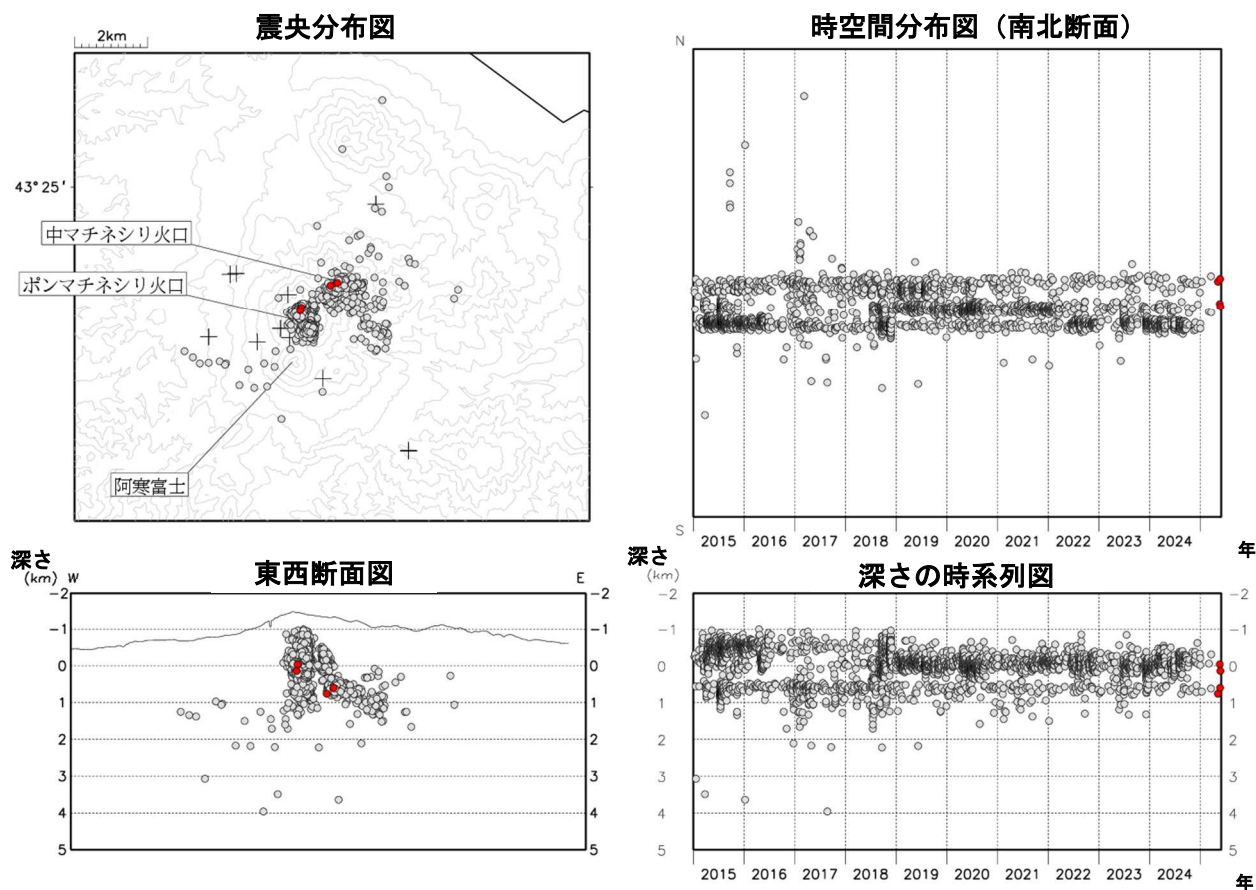 震央分布図
2km
43°25′
中マチネシリ火口
ポンマチネシリ火口
阿寒富士
時空間分布図（南北断面）
N
S
2015 2016 2017 2018 2019 2020 2021 2022 2023 2024
年
東西断面図
深さ
(km) W
E
-2 -2
-1 -1
0 0
1 1
2 2
3 3
4 4
5 5
深さの時系列図
深さ
(km)
-2 -2
-1 -1
0 0
1 1
2 2
3 3
4 4
5 5
2015 2016 2017 2018 2019 2020 2021 2022 2023 2024
年